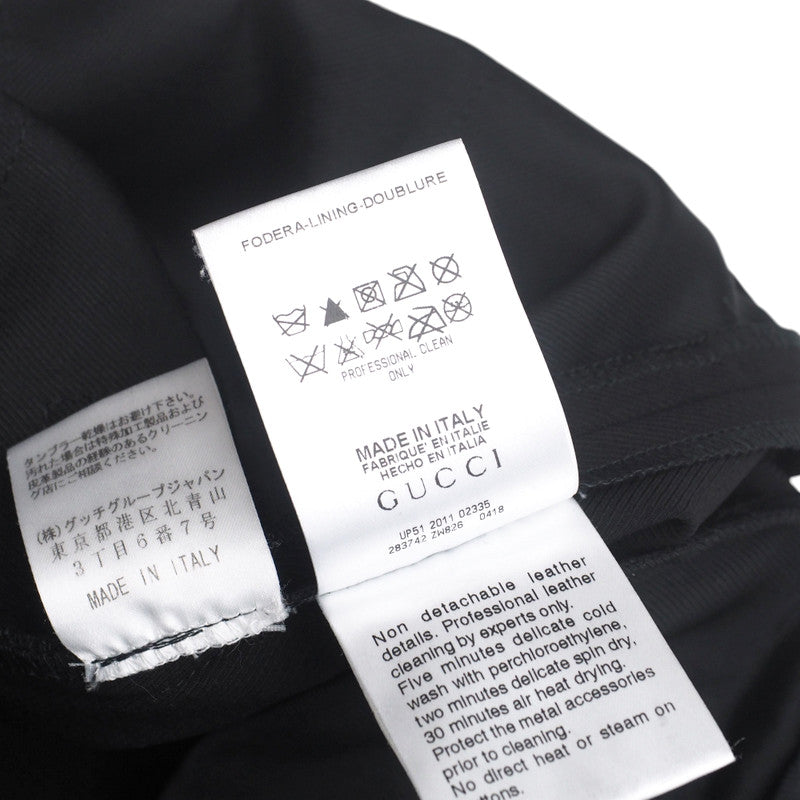 FODERA-LINING-DOUBLURE
PROFESSIONAL CLEAN
ONLY
MADE IN ITALY
FABRIQUE' EN ITALIE
HECHO EN ITALIA
GUCCI
UP51 2011 02335
283742 ZW826 0418
タンブラー乾燥はお避け下さい。
汚れた場合は特殊加工製品および
皮革製品の経験のあるクリーニン
グ店にご相談ください。
(株)グッチグループジャパン
東京都港区北青山
3丁目6番7号
MADE IN ITALY
Non detachable leather
details. Professional leather
cleaning by experts only.
Five minutes delicate cold
wash with perchloroethylene,
two minutes delicate spin dry,
30 minutes air heat drying.
Protect the metal accessories
prior to cleaning.
No direct heat or steam on